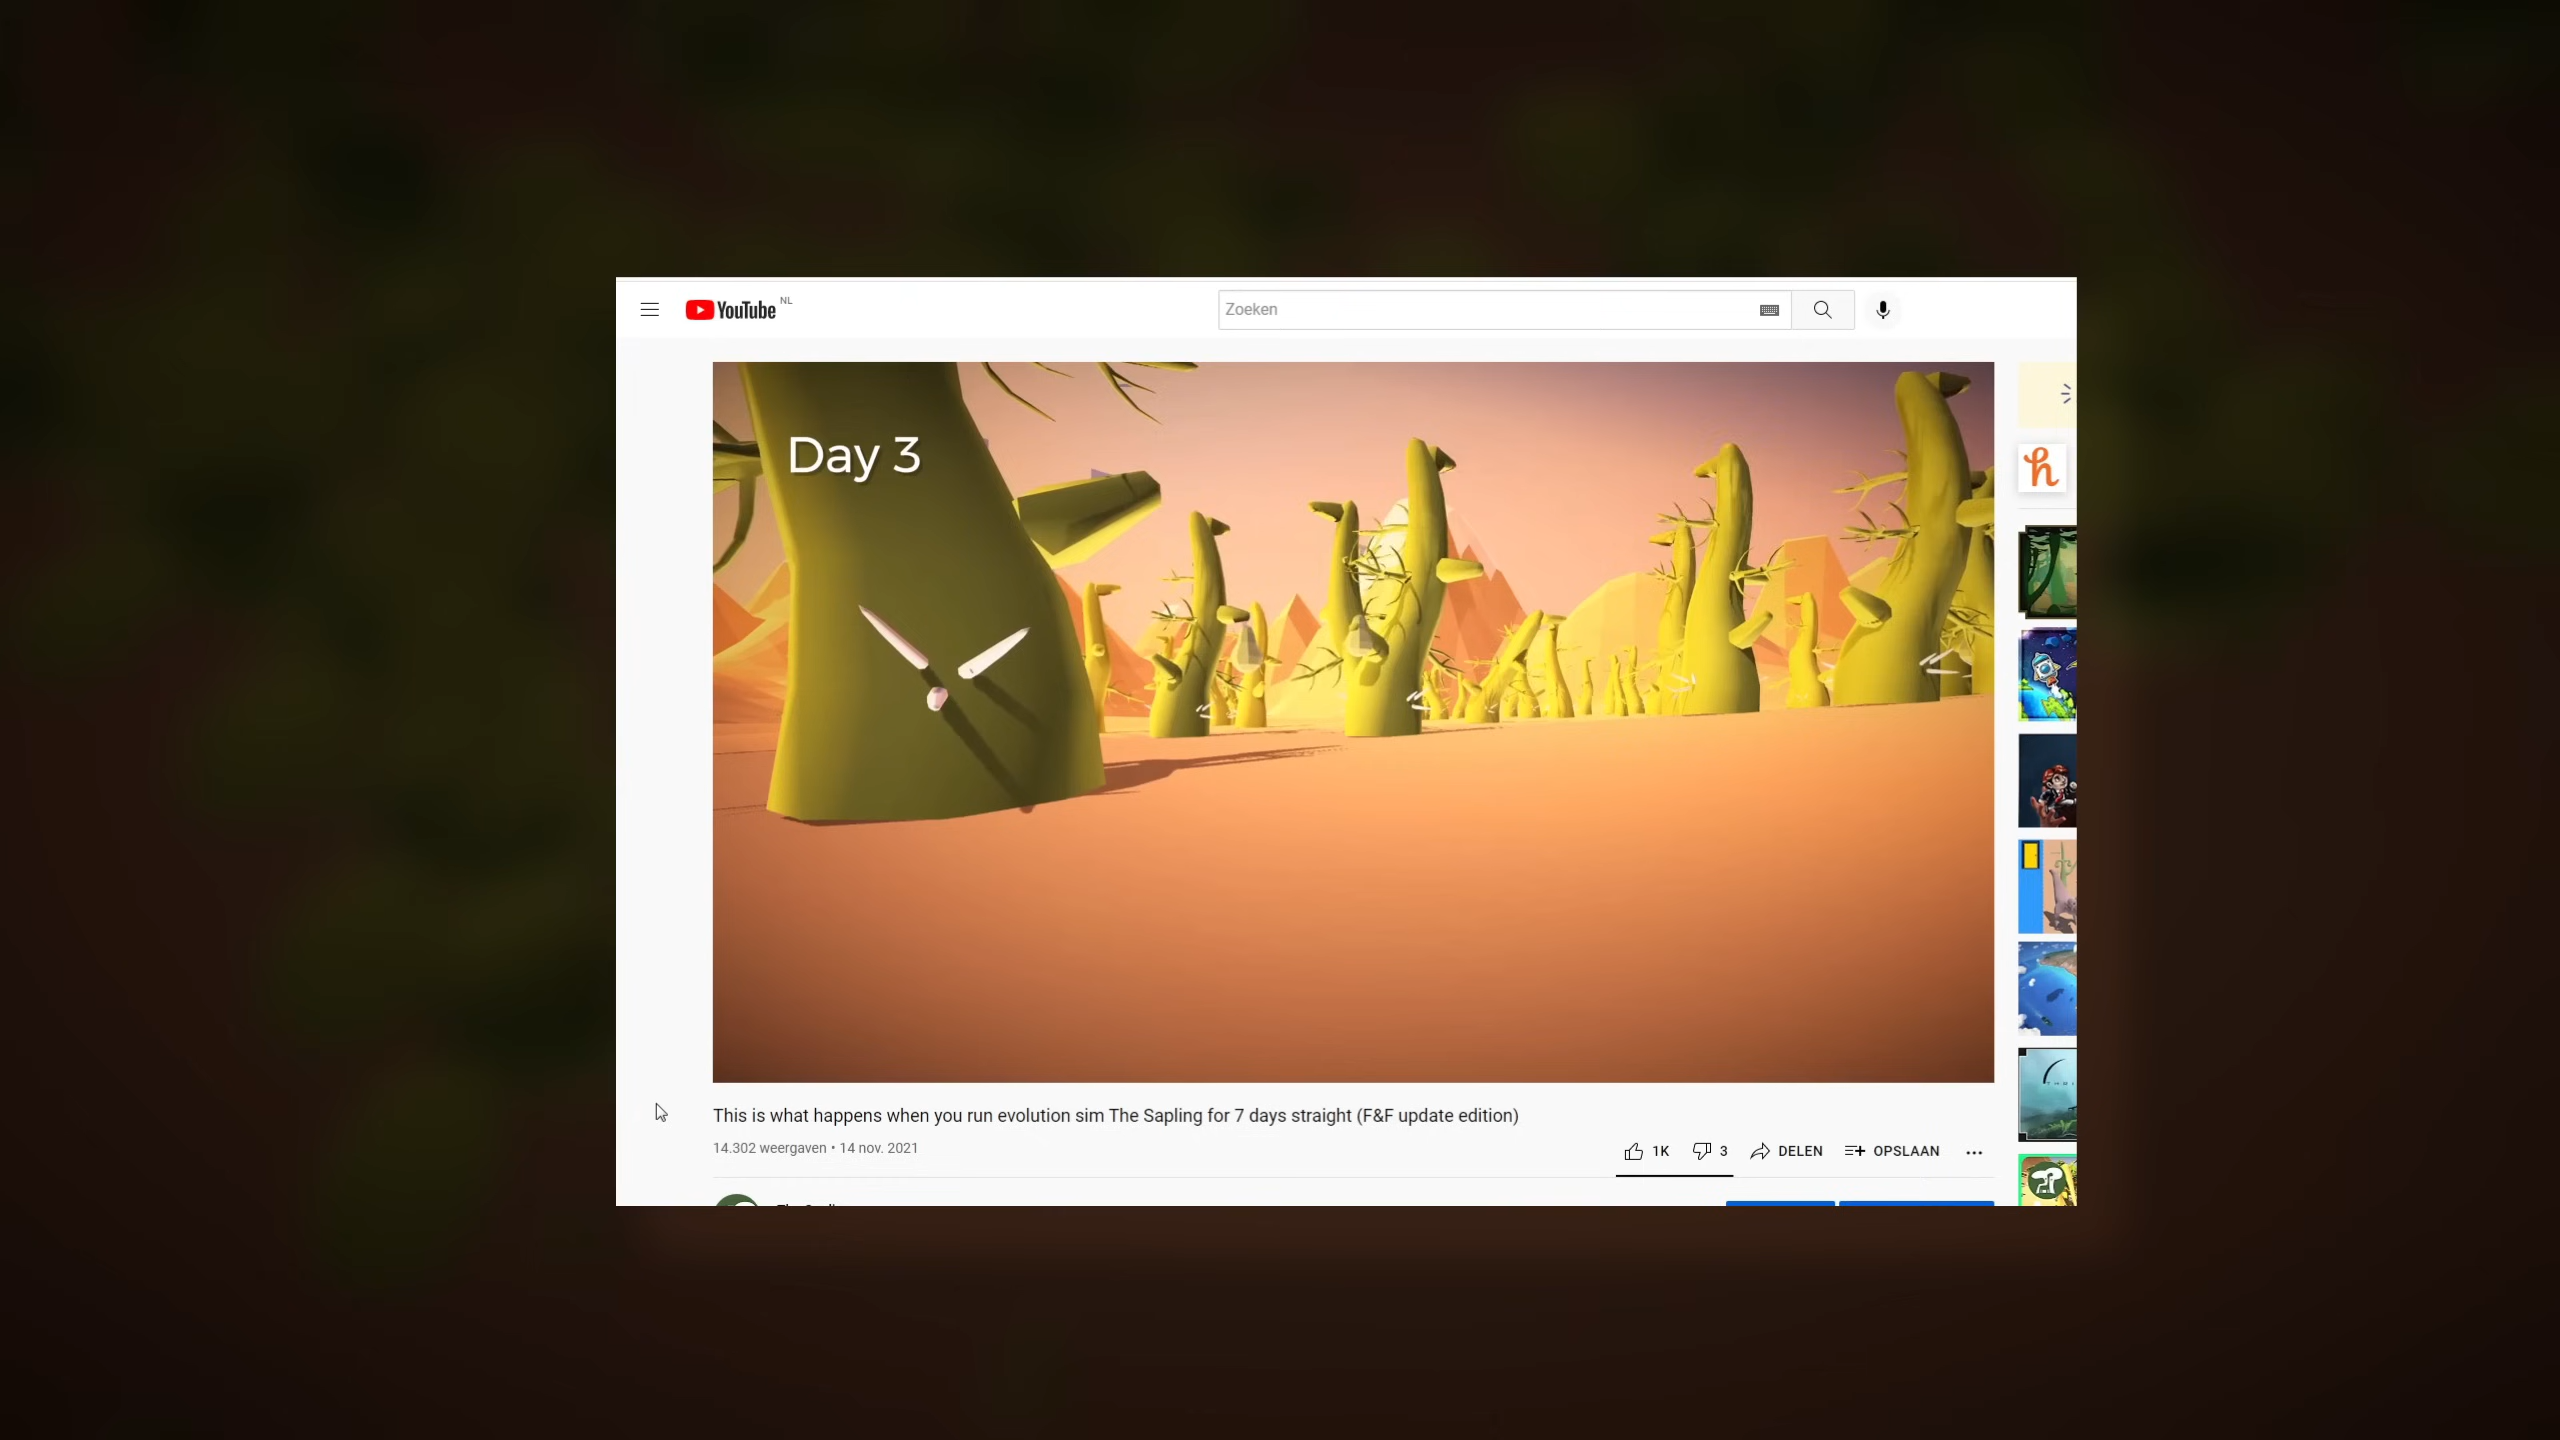 YouTube NL
Zoeken
Day 3
This is what happens when you run evolution sim The Sapling for 7 days straight (F&F update edition)
14.302 weergaven • 14 nov. 2021
1K 3 DELEN OPSLAAN